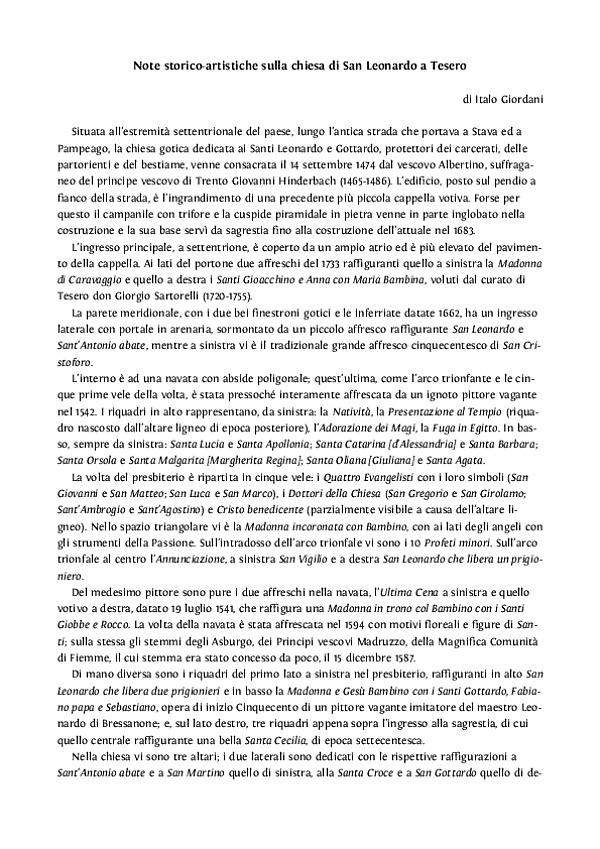 Note storico-artistiche sulla chiesa di San Leonardo a Tesero
di Italo Giordani
Situata all'estremità settentrionale del paese, lungo l'antica strada che portava a Stava ed a
Pampeago, la chiesa gotica dedicata ai Santi Leonardo e Gottardo, protettori dei carcerati, delle
partorienti e del bestiame, venne consacrata il 14 settembre 1474 dal vescovo Albertino, suffraga-
neo del principe vescovo di Trento Giovanni Hinderbach (1465-1486). L'edificio, posto sul pendio a
fianco della strada, è l'ingrandimento di una precedente più piccola cappella votiva. Forse per
questo il campanile con trifore e la cuspide piramidale in pietra venne in parte inglobato nella
costruzione e la sua base servì da sagrestia fino alla costruzione dell'attuale nel 1683.
L'ingresso principale, a settentrione, è coperto da un ampio atrio ed è più elevato del pavimen-
to della cappella. Ai lati del portone due affreschi del 1733 raffiguranti quello a sinistra la Madonna
di Caravaggio e quello a destra i Santi Gioacchino e Anna con Maria Bambina, voluti dal curato di
Tesero don Giorgio Sartorelli (1720-1755).
La parete meridionale, con i due bei finestroni gotici e le inferriate datate 1662, ha un ingresso
laterale con portale in arenaria, sormontato da un piccolo affresco raffigurante San Leonardo e
Sant'Antonio abate, mentre a sinistra vi è il tradizionale grande affresco cinquecentesco di San Cri-
stoforo.
L'interno è ad una navata con abside poligonale; quest'ultima, come l'arco trionfante e le cin-
que prime vele della volta, è stata pressoché interamente affrescata da un ignoto pittore vagante
nel 1542. I riquadri in alto rappresentano, da sinistra: la Natività, la Presentazione al Tempio (riqua-
dro nascosto dall'altare ligneo di epoca posteriore), l'Adorazione dei Magi, la Fuga in Egitto. In bas-
so, sempre da sinistra: Santa Lucia e Santa Apollonia; Santa Catarina [d'Alessandria] e Santa Barbara;
Santa Orsola e Santa Malgarita [Margherita Regina]; Santa Oliana [Giuliana] e Santa Agata.
La volta del presbiterio è ripartita in cinque vele: i Quattro Evangelisti con i loro simboli (San
Giovanni e San Matteo; San Luca e San Marco), i Dottori della Chiesa (San Gregorio e San Girolamo;
Sant'Ambrogio e Sant'Agostino) e Cristo benedicente (parzialmente visibile a causa dell'altare li-
gneo). Nello spazio triangolare vi è la Madonna incoronata con Bambino, con ai lati degli angeli con
gli strumenti della Passione. Sull'intradosso dell'arco trionfale vi sono i 10 Profeti minori. Sull'arco
trionfale al centro l'Annunciazione, a sinistra San Vigilio e a destra San Leonardo che libera un prigio-
niero.
Del medesimo pittore sono pure i due affreschi nella navata, l'Ultima Cena a sinistra e quello
votivo a destra, datato 19 luglio 1541, che raffigura una Madonna in trono col Bambino con i Santi
Giobbe e Rocco. La volta della navata è stata affrescata nel 1594 con motivi floreali e figure di San-
ti; sulla stessa gli stemmi degli Asburgo, dei Principi vescovi Madruzzo, della Magnifica Comunità
di Fiemme, il cui stemma era stato concesso da poco, il 15 dicembre 1587.
Di mano diversa sono i riquadri del primo lato a sinistra nel presbiterio, raffiguranti in alto San
Leonardo che libera due prigionieri e in basso la Madonna e Gesù Bambino con i Santi Gottardo, Fabia-
no papa e Sebastiano, opera di inizio Cinquecento di un pittore vagante imitatore del maestro Leo-
nardo di Bressanone; e, sul lato destro, tre riquadri appena sopra l'ingresso alla sagrestia, di cui
quello centrale raffigurante una bella Santa Cecilia, di epoca settecentesca.
Nella chiesa vi sono tre altari; i due laterali sono dedicati con le rispettive raffigurazioni a
Sant'Antonio abate e a San Martino quello di sinistra, alla Santa Croce e a San Gottardo quello di de-